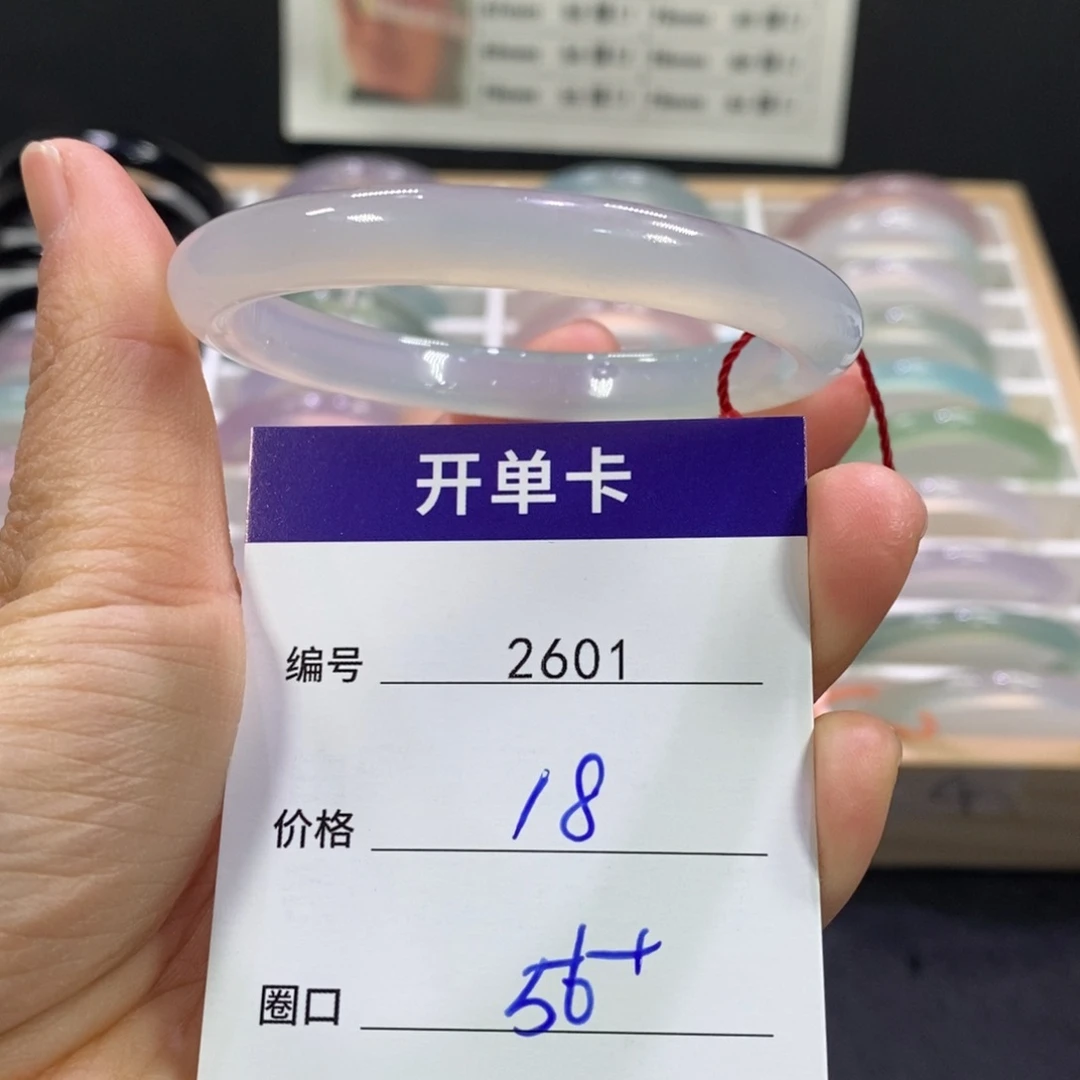 开单卡
编号 2601
价格 18
圈口 56+